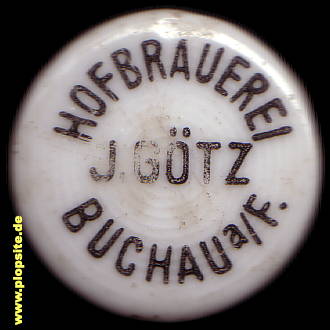 HOFBRAUEREI
J. GÖTZ
BUCHAU a/F.
www.plopsite.de